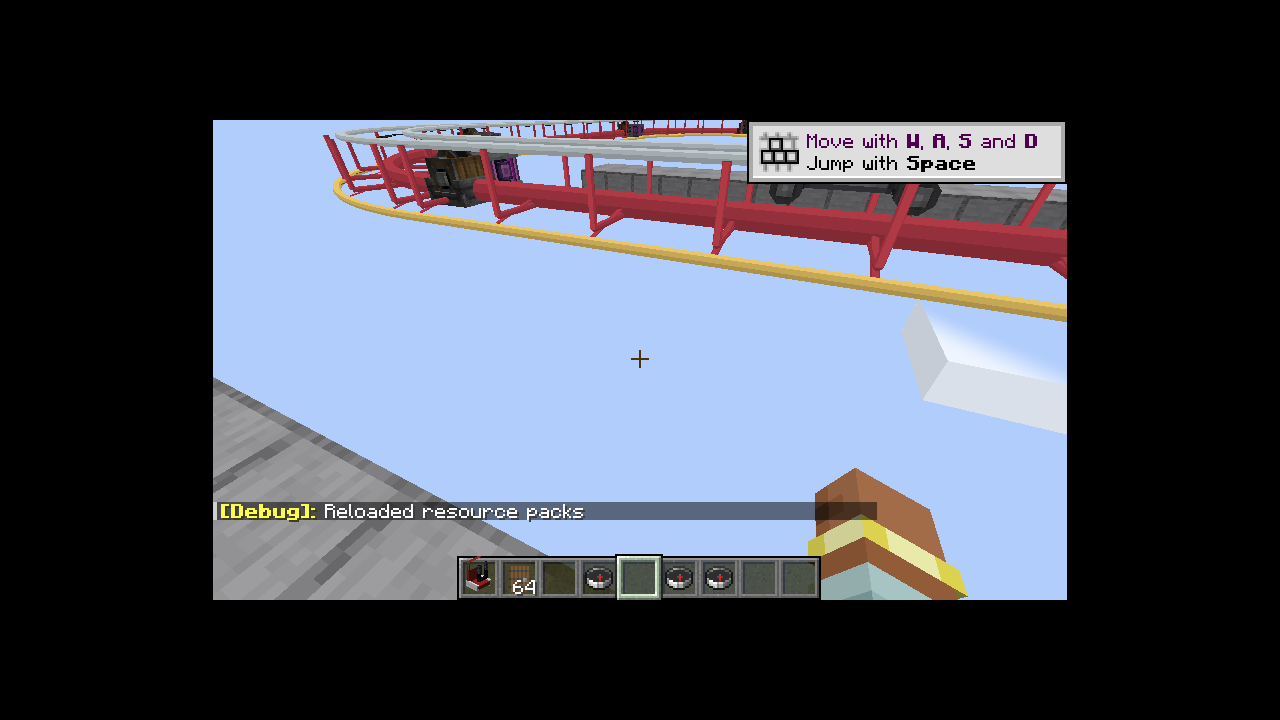 Move with W, A, S and D
Jump with Space
[Debug]: Reloaded resource packs
64